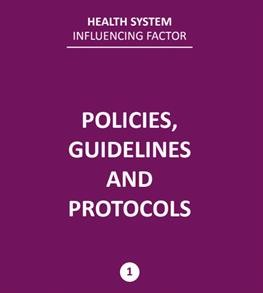 HEALTH SYSTEM
INFLUENCING FACTOR
POLICIES,
GUIDELINES
AND
PROTOCOLS
1